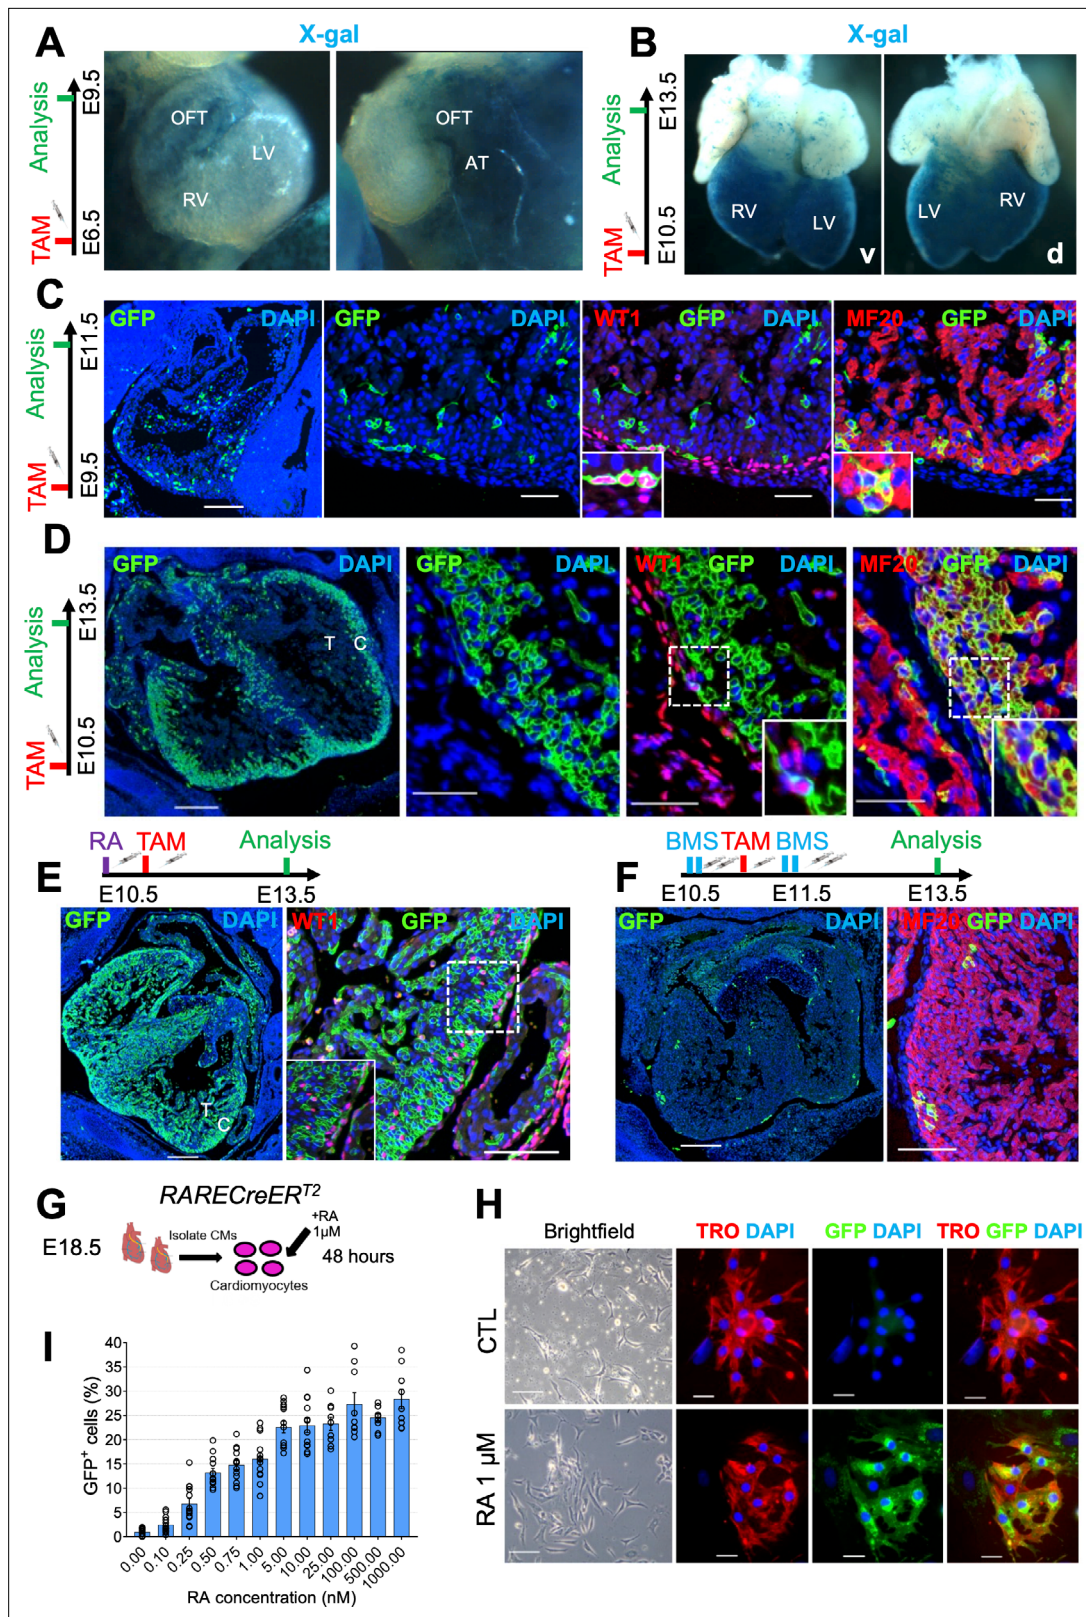 A
X-gal
E9.5
Analysis
TAM
E6.5
OFT
LV
RV
OFT
AT
B
X-gal
E13.5
Analysis
TAM
E10.5
RV
LV
v
LV
RV
d
C
E11.5
Analysis
TAM
E9.5
GFP DAPI
GFP DAPI
WT1 GFP DAPI
MF20 GFP DAPI
D
E13.5
Analysis
TAM
E10.5
GFP DAPI
T C
GFP DAPI
WT1 GFP DAPI
MF20 GFP DAPI
RA TAM Analysis
E
E10.5 E13.5
GFP DAPI
T
C
WT1 GFP DAPI
BMS TAM BMS Analysis
F
E10.5 E11.5 E13.5
GFP DAPI
MF20 GFP DAPI
G
RARECreERT2
E18.5
Isolate CMs
+RA
1µM
48 hours
Cardiomyocytes
H
Brightfield
TRO DAPI
GFP DAPI
TRO GFP DAPI
CTL
RA 1 µM
I
GFP+ cells (%)
40
35
30
25
20
15
10
5
0
0.00
0.10
0.25
0.50
0.75
1.00
5.00
10.00
25.00
100.00
500.00
1000.00
RA concentration (nM)